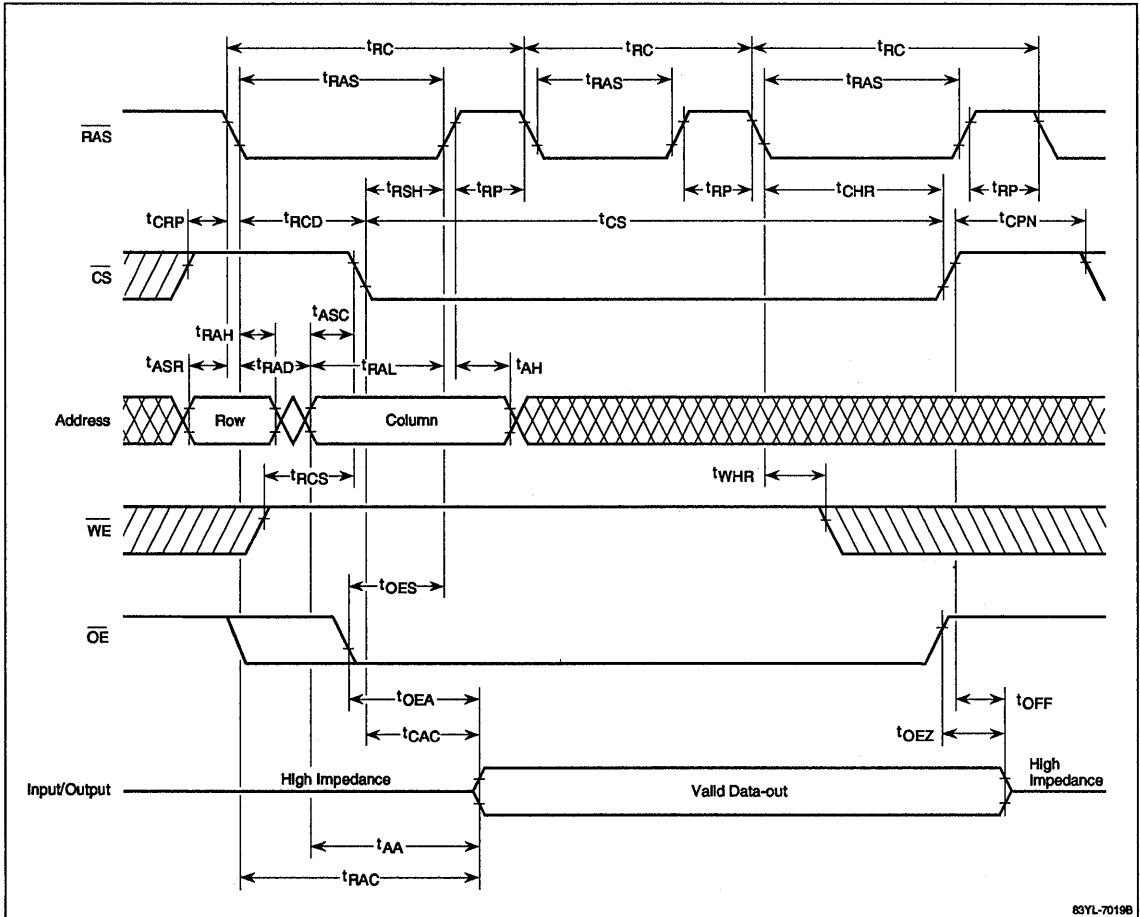 tRC tRC tRC
tRAS tRAS tRAS
RAS
tRSH tRP tRP tCHR tRP
tCRP tRCD tCS tCPN
CS
tRAH tASC
tASR tRAD tRAL tAH
Address Row Column
tRCS tWHR
WE
tOES
OE
tOEA tOFF
tCAC tOEZ
Input/Output High Impedance Valid Data-out High
Impedance
tAA
tRAC
83YL-7019B